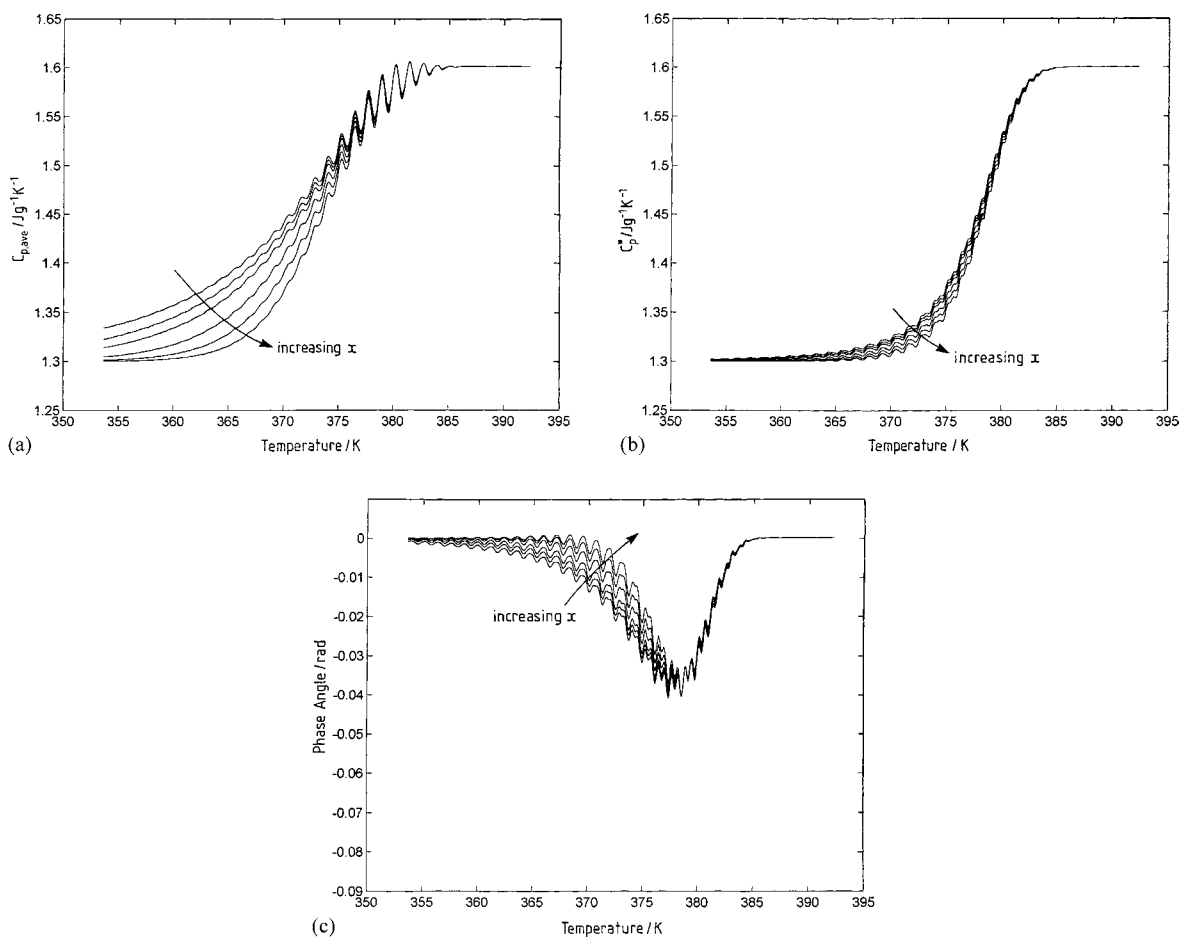 1.65
1.6
1.55
1.5
1.45
1.4
1.35
1.3
1.25
C_p,ave /Jg⁻¹K⁻¹
increasing x
350 355 360 365 370 375 380 385 390 395
(a)
Temperature / K
1.65
1.6
1.55
1.5
1.45
1.4
1.35
1.3
1.25
C_p* /Jg⁻¹K⁻¹
increasing x
350 355 360 365 370 375 380 385 390 395
(b)
Temperature / K
0
-0.01
-0.02
-0.03
-0.04
-0.05
-0.06
-0.07
-0.08
-0.09
Phase Angle / rad
increasing x
350 355 360 365 370 375 380 385 390 395
(c)
Temperature / K